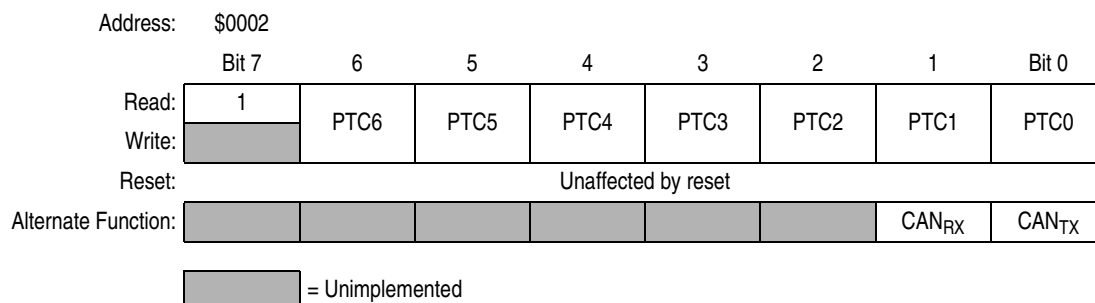 Address: $0002
Bit 7 6 5 4 3 2 1 Bit 0
Read: 1 PTC6 PTC5 PTC4 PTC3 PTC2 PTC1 PTC0
Write:
Reset: Unaffected by reset
Alternate Function: CANRX CANTX
= Unimplemented